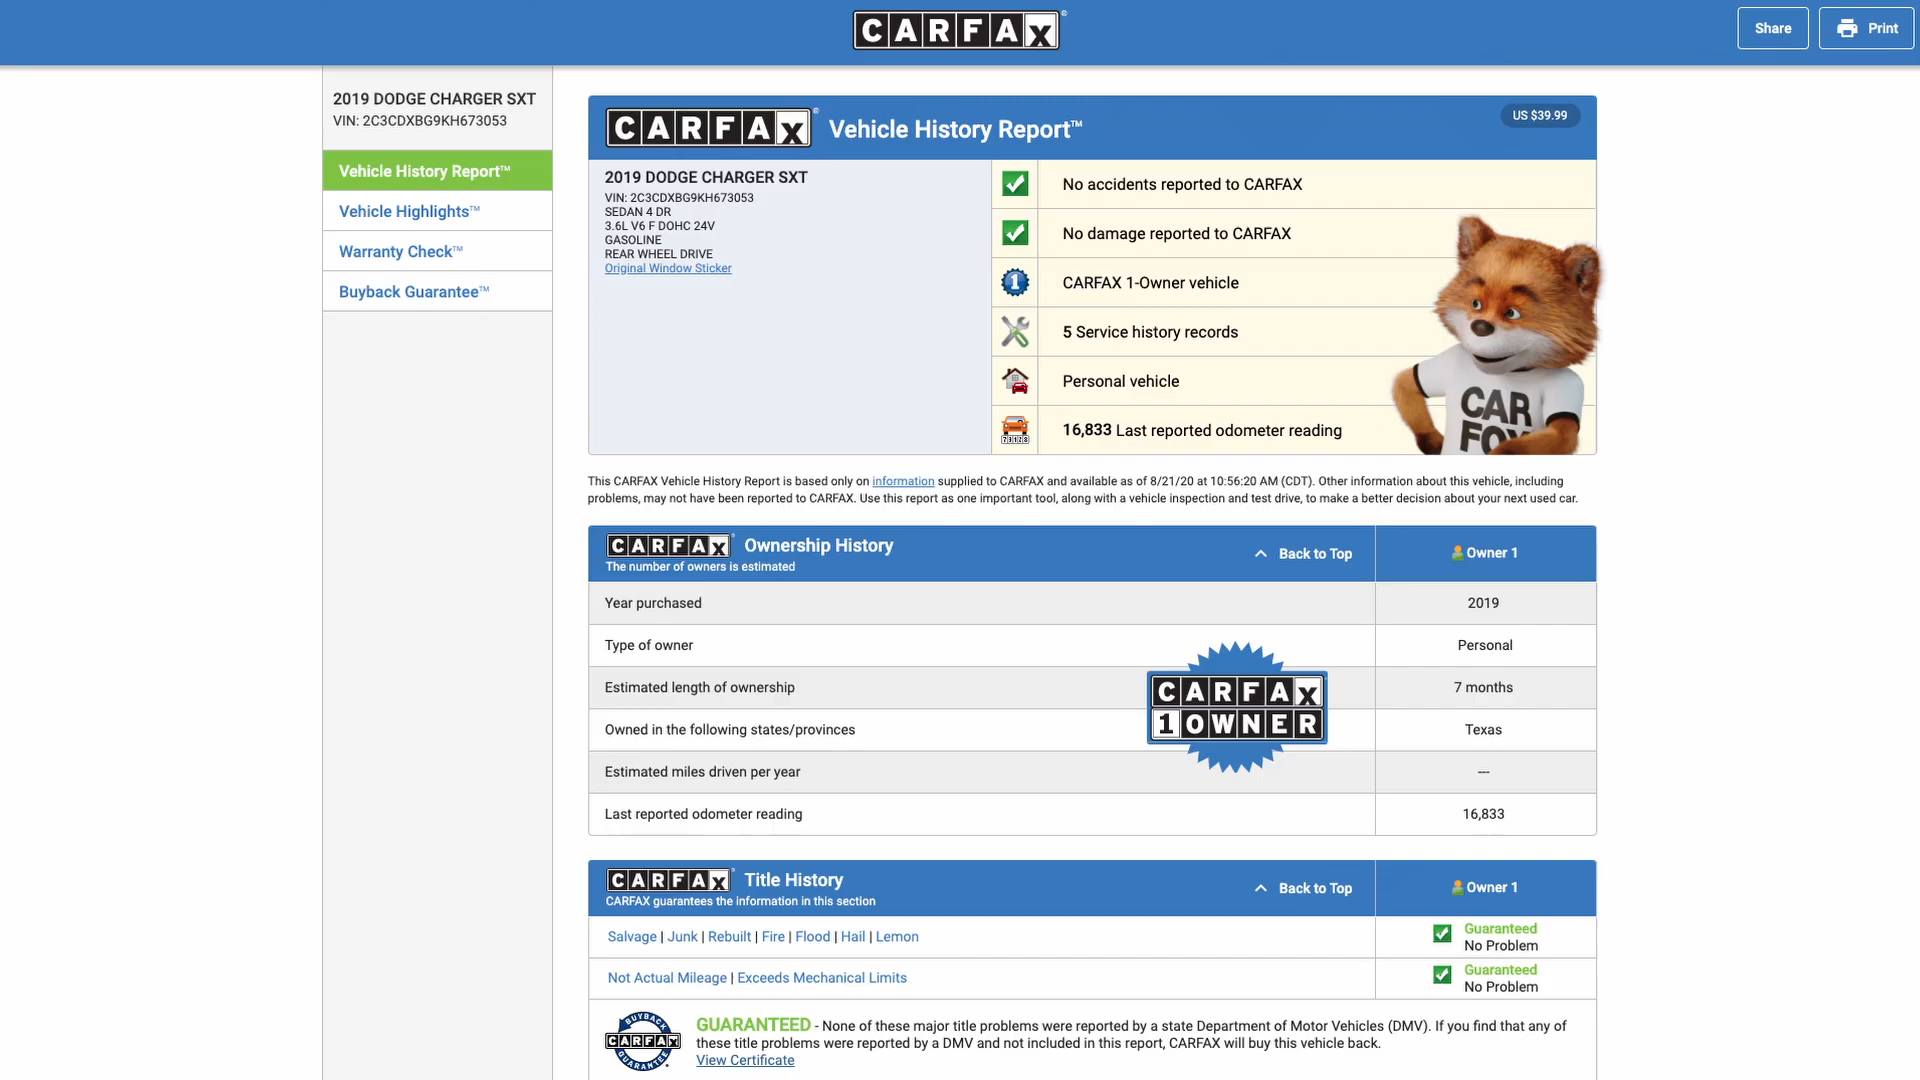 CARFAX®
Share
Print
2019 DODGE CHARGER SXT
VIN: 2C3CDXBG9KH673053
Vehicle History Report™
Vehicle Highlights™
Warranty Check™
Buyback Guarantee™
CARFAX® Vehicle History Report™
US $39.99
2019 DODGE CHARGER SXT
VIN: 2C3CDXBG9KH673053
SEDAN 4 DR
3.6L V6 F DOHC 24V
GASOLINE
REAR WHEEL DRIVE
Original Window Sticker
No accidents reported to CARFAX
No damage reported to CARFAX
1
CARFAX 1-Owner vehicle
5 Service history records
Personal vehicle
16,833 Last reported odometer reading
CAR
FOX
This CARFAX Vehicle History Report is based only on information supplied to CARFAX and available as of 8/21/20 at 10:56:20 AM (CDT). Other information about this vehicle, including
problems, may not have been reported to CARFAX. Use this report as one important tool, along with a vehicle inspection and test drive, to make a better decision about your next used car.
CARFAX® Ownership History
The number of owners is estimated
Back to Top
Owner 1
Year purchased 2019
Type of owner Personal
Estimated length of ownership 7 months
Owned in the following states/provinces Texas
Estimated miles driven per year ---
Last reported odometer reading 16,833
CARFAX
1 OWNER
CARFAX® Title History
CARFAX guarantees the information in this section
Back to Top
Owner 1
Salvage | Junk | Rebuilt | Fire | Flood | Hail | Lemon
Guaranteed
No Problem
Not Actual Mileage | Exceeds Mechanical Limits
Guaranteed
No Problem
BUYBACK
CARFAX
GUARANTEE
GUARANTEED - None of these major title problems were reported by a state Department of Motor Vehicles (DMV). If you find that any of
these title problems were reported by a DMV and not included in this report, CARFAX will buy this vehicle back.
View Certificate